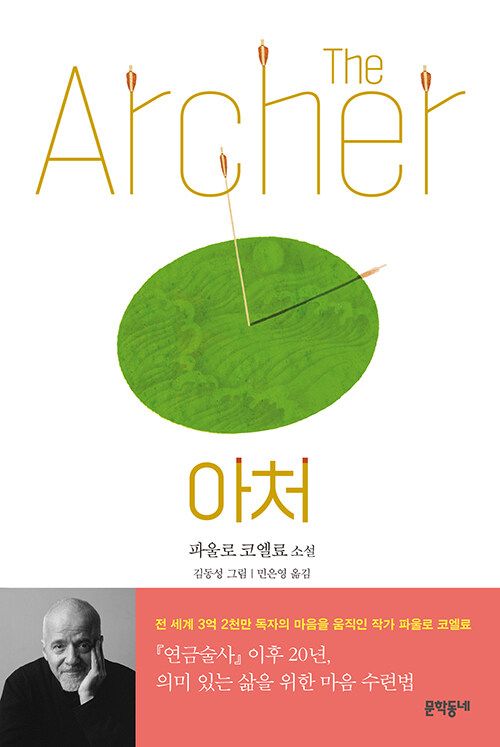 The
Archer
아처
파울로 코엘료 소설
김동성 그림 | 민은영 옮김
전 세계 3억 2천만 독자의 마음을 움직인 작가 파울로 코엘료
『연금술사』 이후 20년,
의미 있는 삶을 위한 마음 수련법
문학동네